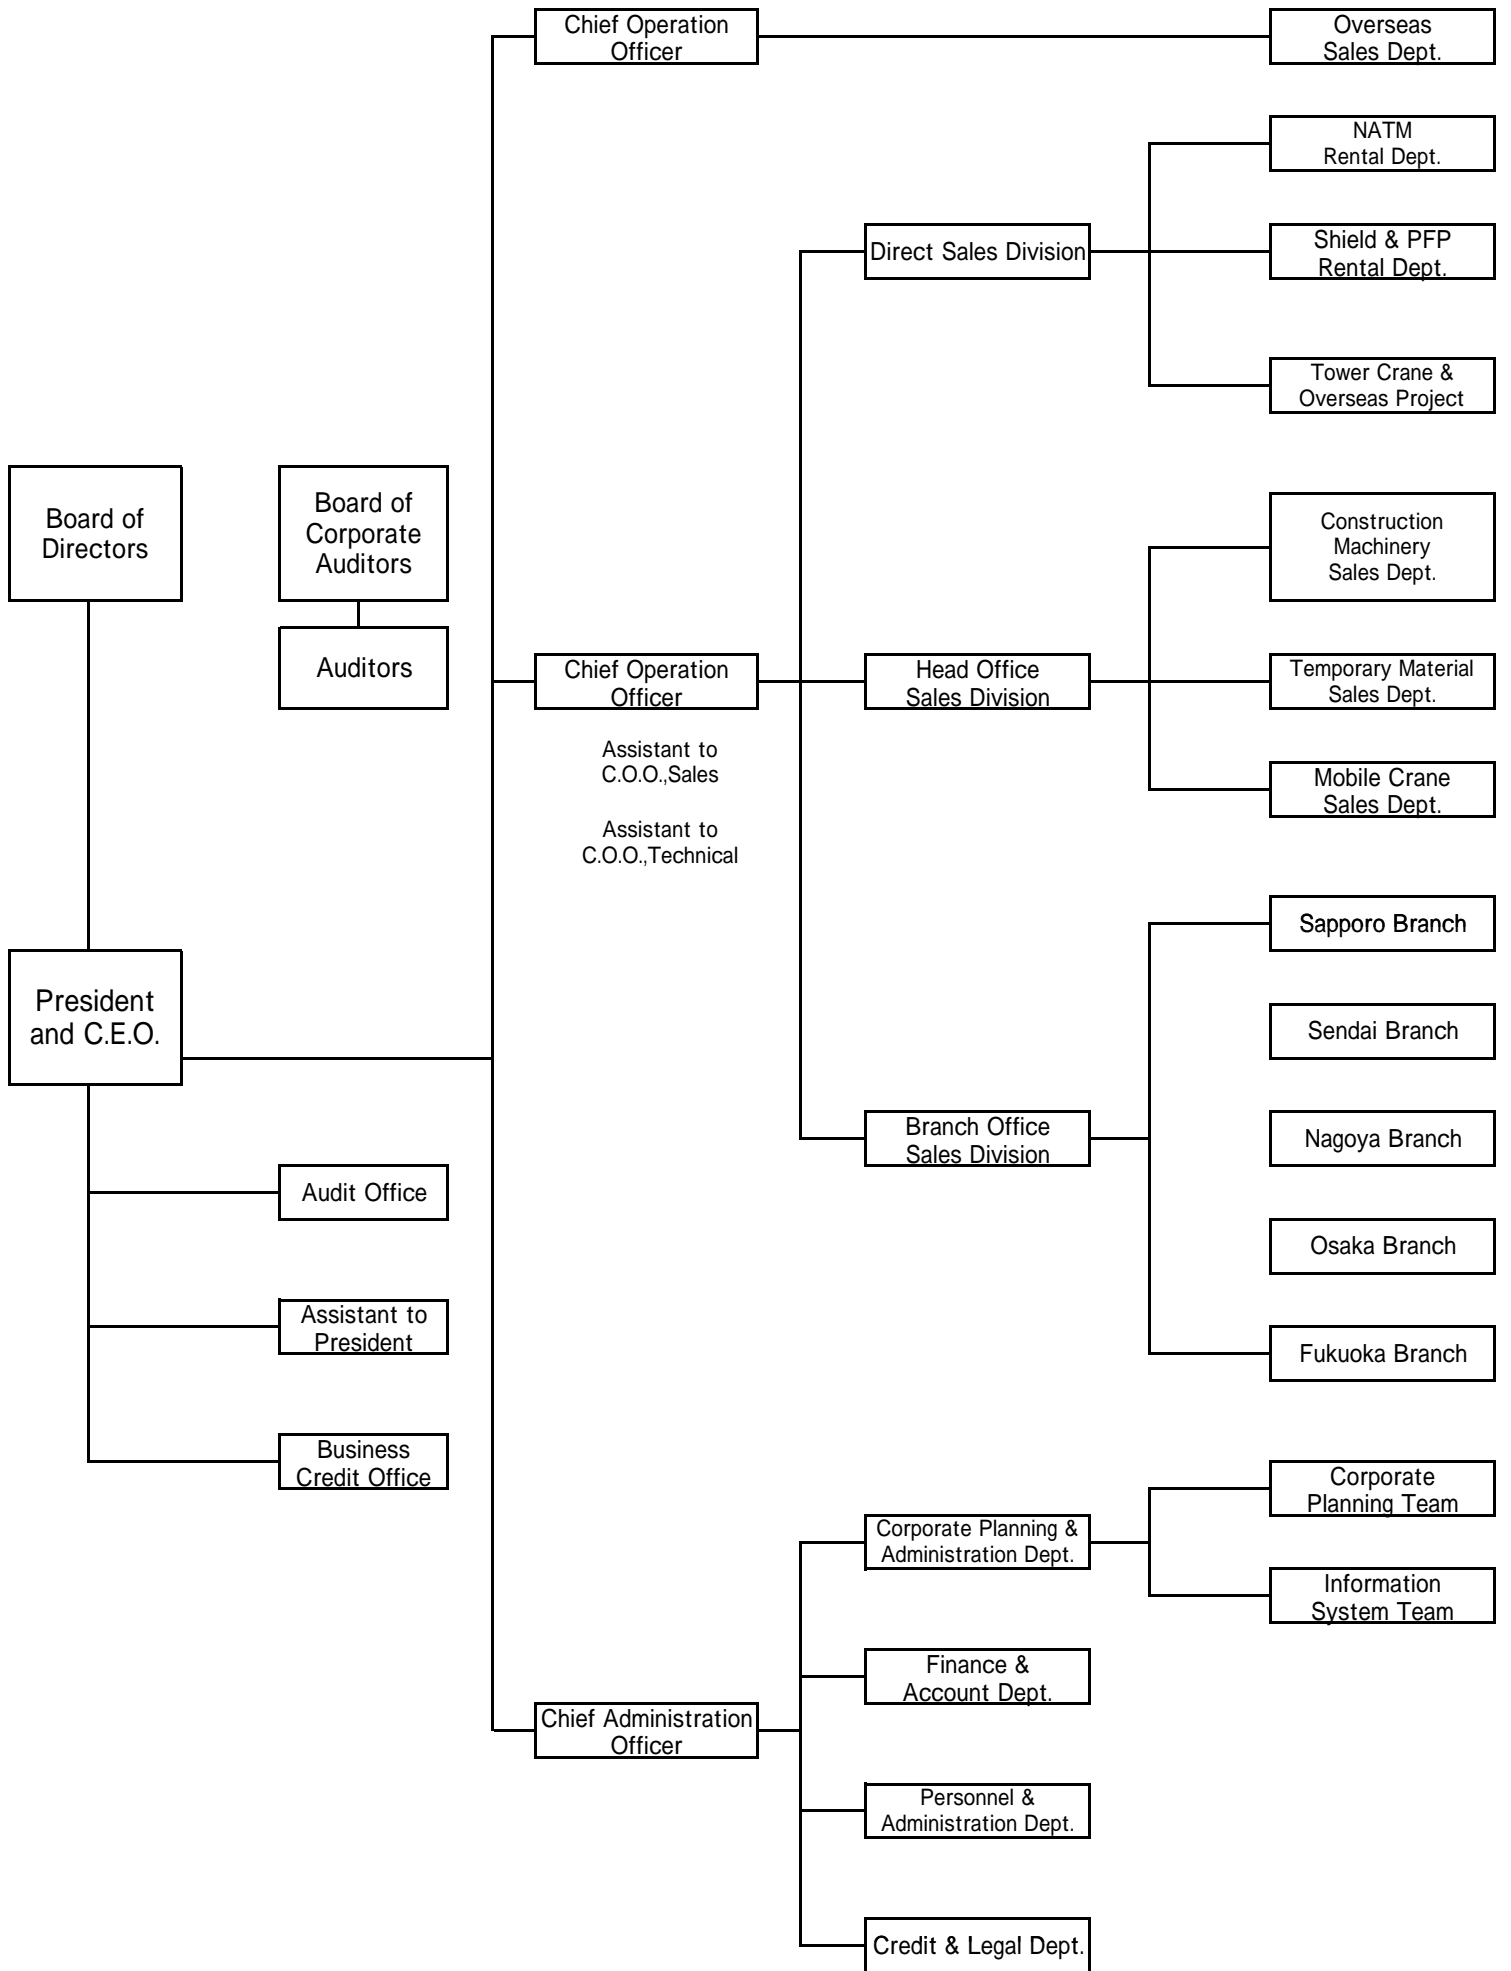 Chief Operation
Officer
Overseas
Sales Dept.
NATM
Rental Dept.
Direct Sales Division
Shield & PFP
Rental Dept.
Tower Crane &
Overseas Project
Board of
Directors
Board of
Corporate
Auditors
Auditors
Construction
Machinery
Sales Dept.
Chief Operation
Officer
Assistant to
C.O.O.,Sales
Assistant to
C.O.O.,Technical
Head Office
Sales Division
Temporary Material
Sales Dept.
Mobile Crane
Sales Dept.
President
and C.E.O.
Sapporo Branch
Sendai Branch
Branch Office
Sales Division
Nagoya Branch
Osaka Branch
Fukuoka Branch
Audit Office
Assistant to
President
Business
Credit Office
Corporate Planning &
Administration Dept.
Corporate
Planning Team
Information
System Team
Finance &
Account Dept.
Chief Administration
Officer
Personnel &
Administration Dept.
Credit & Legal Dept.